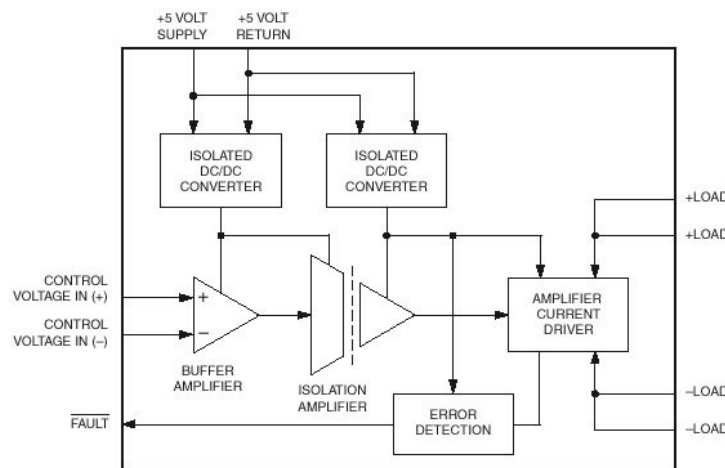 +5 VOLT
SUPPLY
+5 VOLT
RETURN
ISOLATED
DC/DC
CONVERTER
ISOLATED
DC/DC
CONVERTER
+LOAD
+LOAD
CONTROL
VOLTAGE IN (+)
CONTROL
VOLTAGE IN (–)
+
–
BUFFER
AMPLIFIER
ISOLATION
AMPLIFIER
AMPLIFIER
CURRENT
DRIVER
–LOAD
–LOAD
FAULT
ERROR
DETECTION